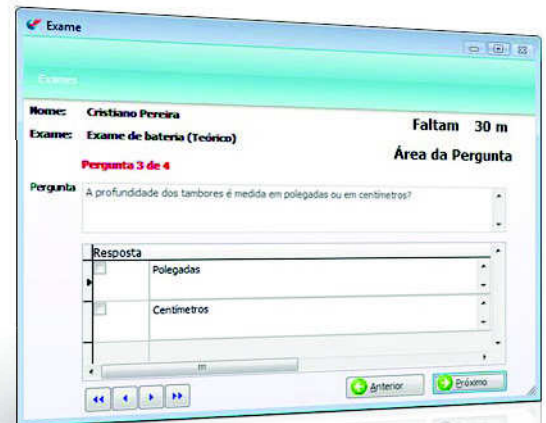 Exame
Exames
Nome: Cristiano Pereira
Faltam 30 m
Exame: Exame de bateria (Teórico)
Área da Pergunta
Pergunta 3 de 4
Pergunta
A profundidade dos tambores é medida em polegadas ou em centímetros?
Resposta
Polegadas
Centímetros
Anterior
Próximo